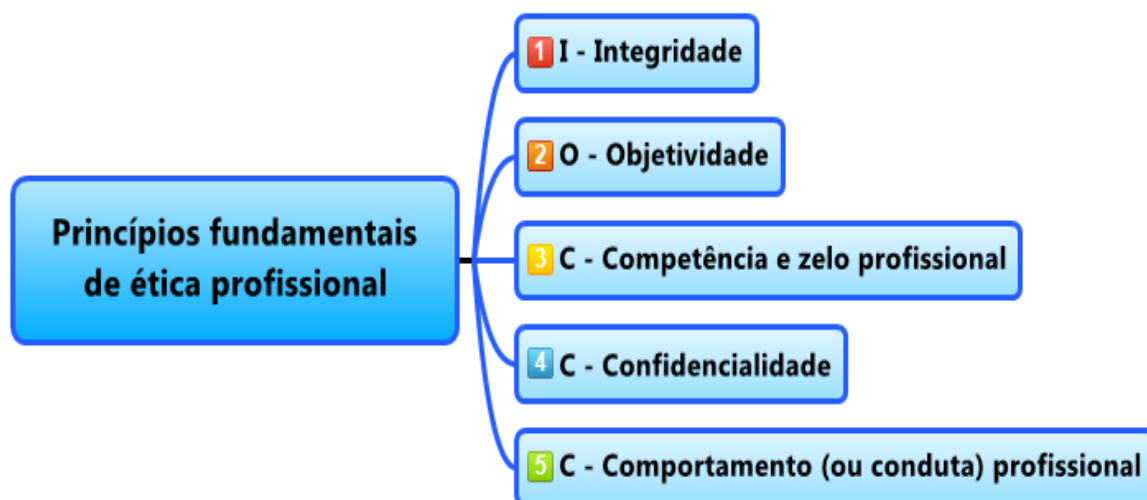 1 I - Integridade
2 O - Objetividade
Princípios fundamentais
de ética profissional
3 C - Competência e zelo profissional
4 C - Confidencialidade
5 C - Comportamento (ou conduta) profissional